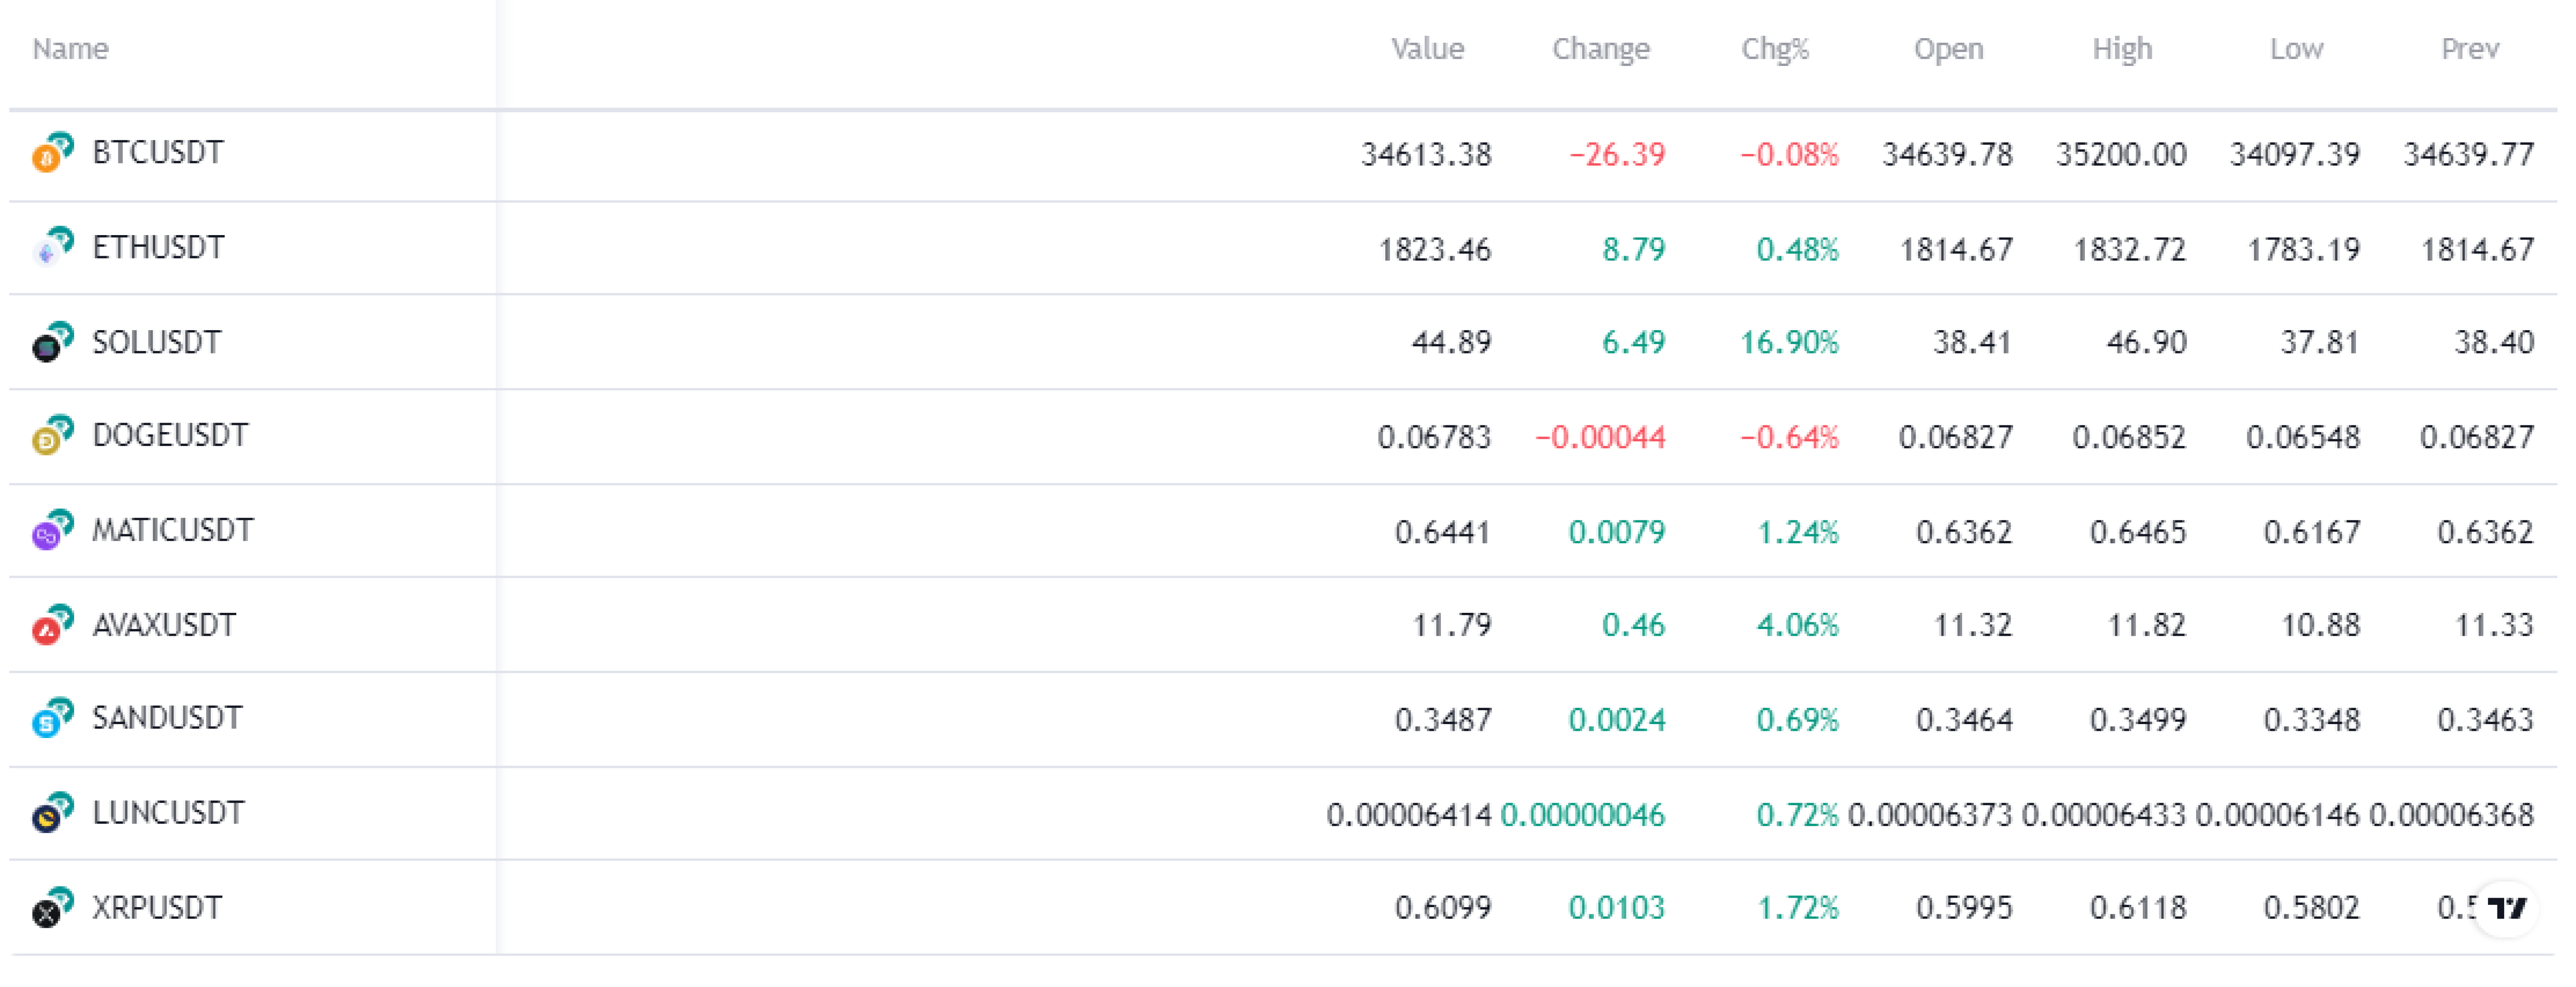 Name Value Change Chg% Open High Low Prev
BTCUSDT 34613.38 −26.39 −0.08% 34639.78 35200.00 34097.39 34639.77
ETHUSDT 1823.46 8.79 0.48% 1814.67 1832.72 1783.19 1814.67
SOLUSDT 44.89 6.49 16.90% 38.41 46.90 37.81 38.40
DOGEUSDT 0.06783 −0.00044 −0.64% 0.06827 0.06852 0.06548 0.06827
MATICUSDT 0.6441 0.0079 1.24% 0.6362 0.6465 0.6167 0.6362
AVAXUSDT 11.79 0.46 4.06% 11.32 11.82 10.88 11.33
SANDUSDT 0.3487 0.0024 0.69% 0.3464 0.3499 0.3348 0.3463
LUNCUSDT 0.00006414 0.00000046 0.72% 0.00006373 0.00006433 0.00006146 0.00006368
XRPUSDT 0.6099 0.0103 1.72% 0.5995 0.6118 0.5802